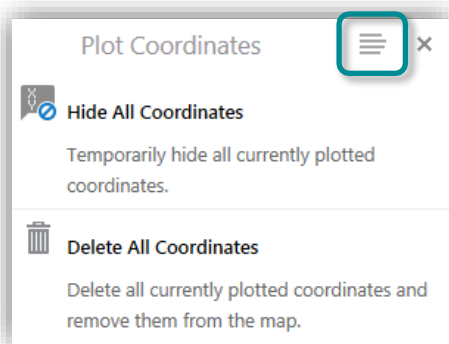 Plot Coordinates
Hide All Coordinates
Temporarily hide all currently plotted
coordinates.
Delete All Coordinates
Delete all currently plotted coordinates and
remove them from the map.